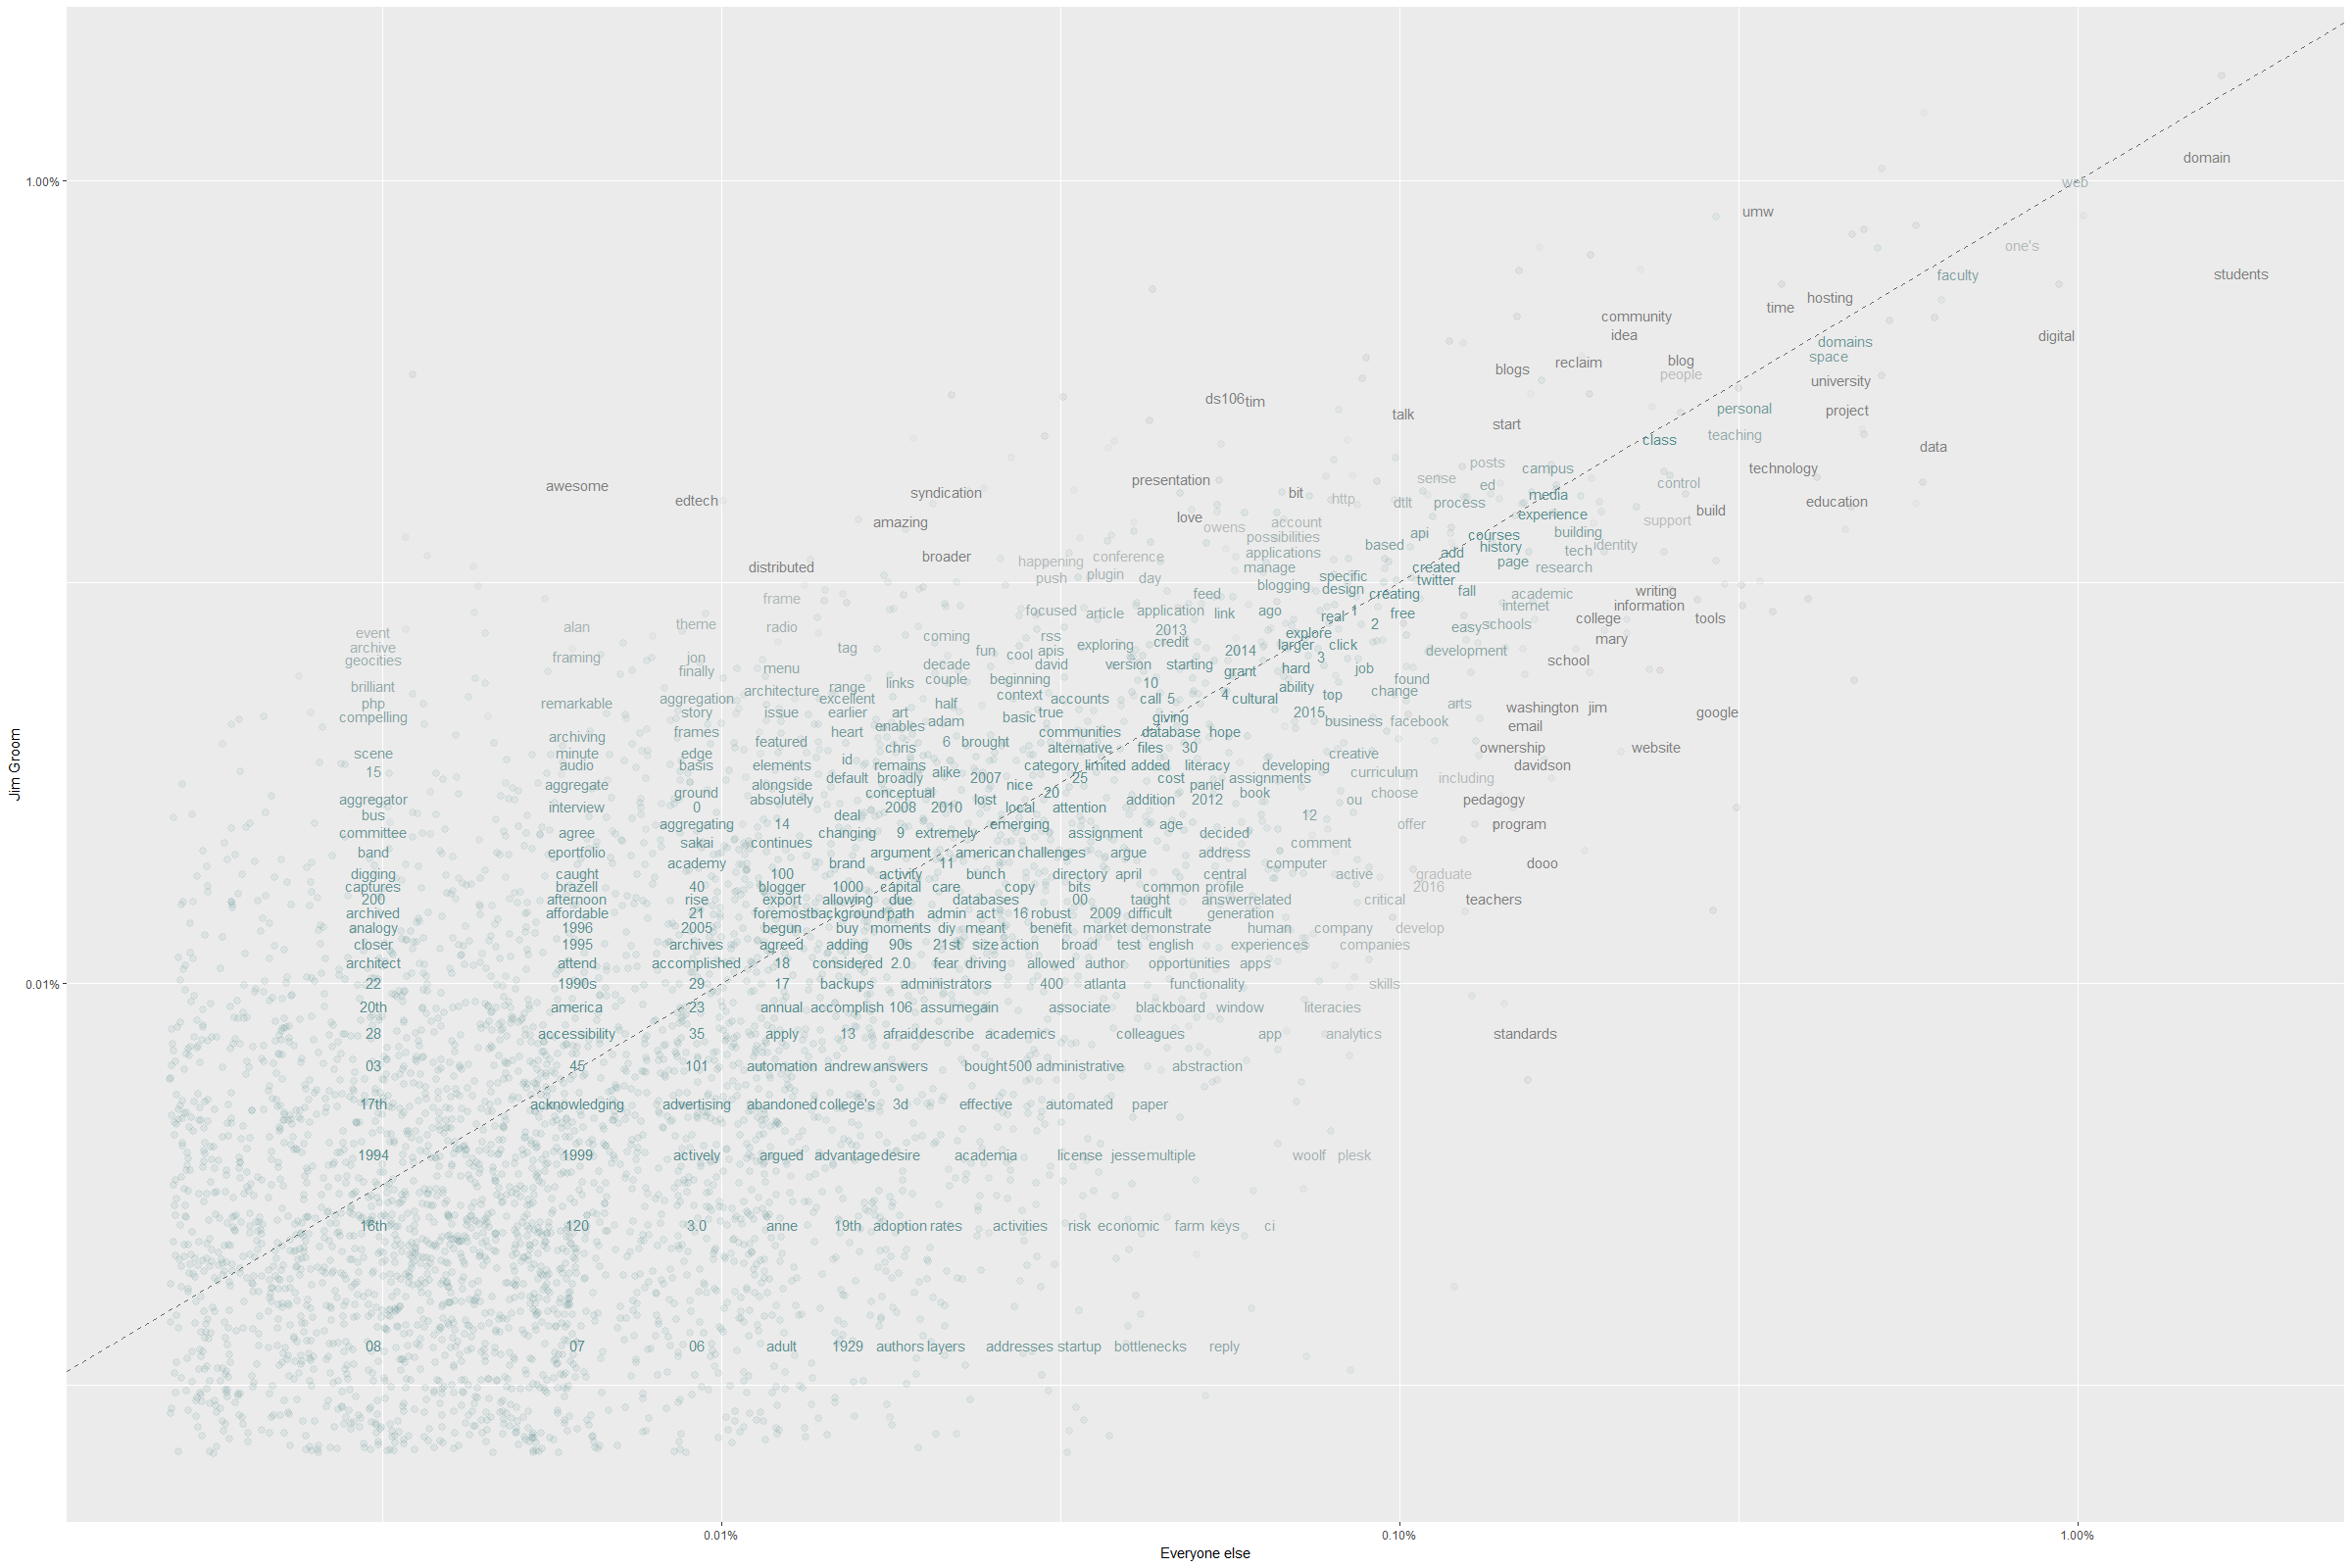 1.00%
domain
web
umw
one's
faculty
students
hosting
time
community
idea
digital
domains
space
reclaim
blog
blogs
people
university
ds106 tim
personal
project
talk
start
teaching
class
data
posts
campus
technology
sense
presentation
control
awesome
ed
syndication
bit
media
http
edtech
dtlt
process
education
build
love
experience
support
amazing
account
owens
building
api
courses
possibilities
based
identity
history
tech
add
applications
broader
conference
happening
page
distributed
manage
created
research
plugin
push
day
specific
twitter
blogging
design
fall
writing
frame
feed
creating
academic
internet
information
focused
article
application
link
ago
1
free
real
college
tools
theme
2
alan
radio
easy
schools
2013
event
explore
coming
rss
mary
credit
exploring
larger
click
archive
tag
fun
apis
2014
development
cool
3
framing
jon
geocities
school
decade
david
version
starting
hard
job
finally
menu
grant
couple
beginning
found
links
10
brilliant
range
ability
architecture
change
context
top
aggregation
excellent
accounts
call
5
4
cultural
php
remarkable
half
arts
washington
jim
story
issue
earlier
art
true
2015
google
compelling
basic
giving
adam
business
facebook
enables
email
frames
heart
communities
database
hope
archiving
featured
6
brought
chris
alternative
files
30
ownership
website
scene
minute
edge
creative
id
audio
basis
elements
remains
category
limited
added
literacy
developing
davidson
15
alike
curriculum
default
broadly
2007
25
cost
assignments
including
aggregate
alongside
nice
panel
ground
conceptual
20
book
choose
aggregator
absolutely
lost
addition
2012
ou
pedagogy
interview
0
2008
2010
local
attention
bus
deal
12
aggregating
14
emerging
age
offer
program
committee
agree
changing
9
extremely
assignment
decided
sakai
continues
comment
band
eportfolio
argument
american
challenges
argue
address
academy
brand
11
computer
dooo
digging
caught
100
activity
bunch
directory
april
central
active
graduate
captures
brazell
40
blogger
1000
capital
care
copy
bits
common
profile
2016
200
afternoon
rise
export
allowing
due
databases
00
taught
answer
related
critical
teachers
archived
affordable
21
foremost
background
path
admin
act
16
robust
2009
difficult
generation
analogy
1996
2005
begun
buy
moments
diy
meant
benefit
market
demonstrate
human
company
develop
closer
1995
archives
agreed
adding
90s
21st
size
action
broad
test
english
experiences
companies
architect
attend
accomplished
18
considered
2.0
fear
driving
allowed
author
opportunities
apps
0.01%
22
1990s
29
17
backups
administrators
400
atlanta
functionality
skills
20th
america
23
annual
accomplish
106
assume
gain
associate
blackboard
window
literacies
28
accessibility
35
apply
13
afraid
describe
academics
colleagues
app
analytics
standards
03
45
101
automation
andrew
answers
bought
500
administrative
abstraction
17th
acknowledging
advertising
abandoned
college's
3d
effective
automated
paper
1994
1999
actively
argued
advantage
desire
academia
license
jesse
multiple
woolf
plesk
16th
120
3.0
anne
19th
adoption
rates
activities
risk
economic
farm
keys
ci
08
07
06
adult
1929
authors
layers
addresses
startup
bottlenecks
reply
Jim Groom
0.01%
0.10%
1.00%
Everyone else